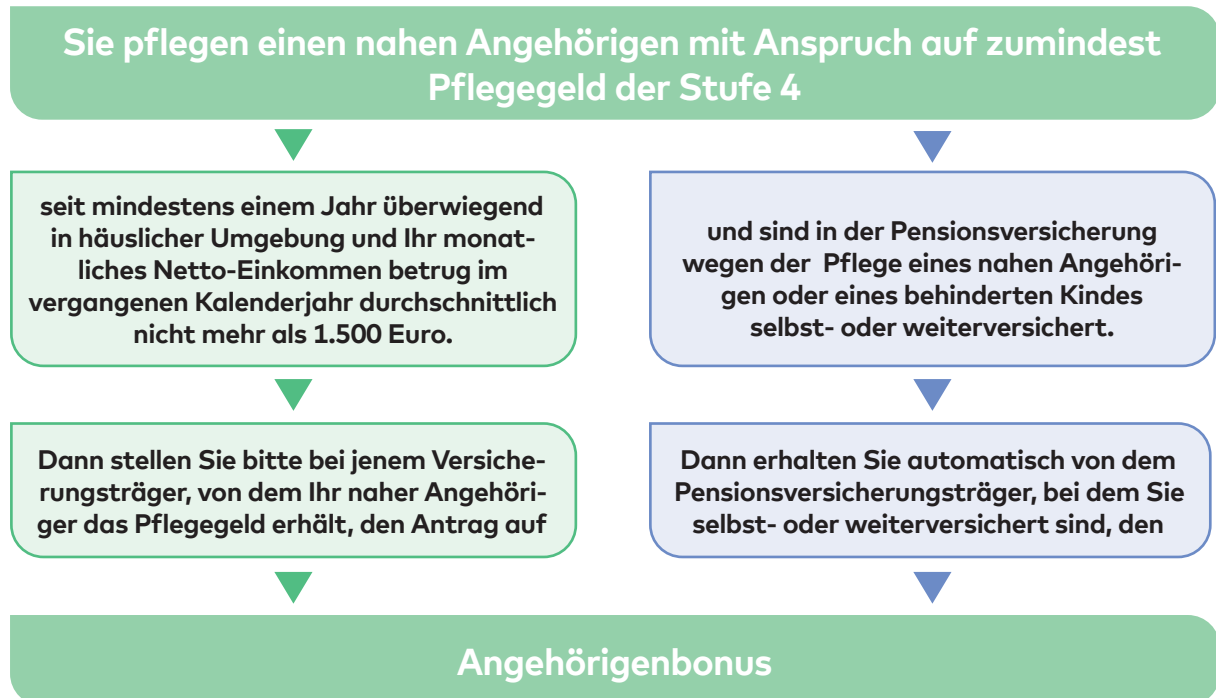 Sie pflegen einen nahen Angehörigen mit Anspruch auf zumindest
Pflegegeld der Stufe 4
seit mindestens einem Jahr überwiegend
in häuslicher Umgebung und Ihr monat-
liches Netto-Einkommen betrug im
vergangenen Kalenderjahr durchschnittlich
nicht mehr als 1.500 Euro.
Dann stellen Sie bitte bei jenem Versiche-
rungsträger, von dem Ihr naher Angehöri-
ger das Pflegegeld erhält, den Antrag auf
und sind in der Pensionsversicherung
wegen der Pflege eines nahen Angehöri-
gen oder eines behinderten Kindes
selbst- oder weiterversichert.
Dann erhalten Sie automatisch von dem
Pensionsversicherungsträger, bei dem Sie
selbst- oder weiterversichert sind, den
Angehörigenbonus